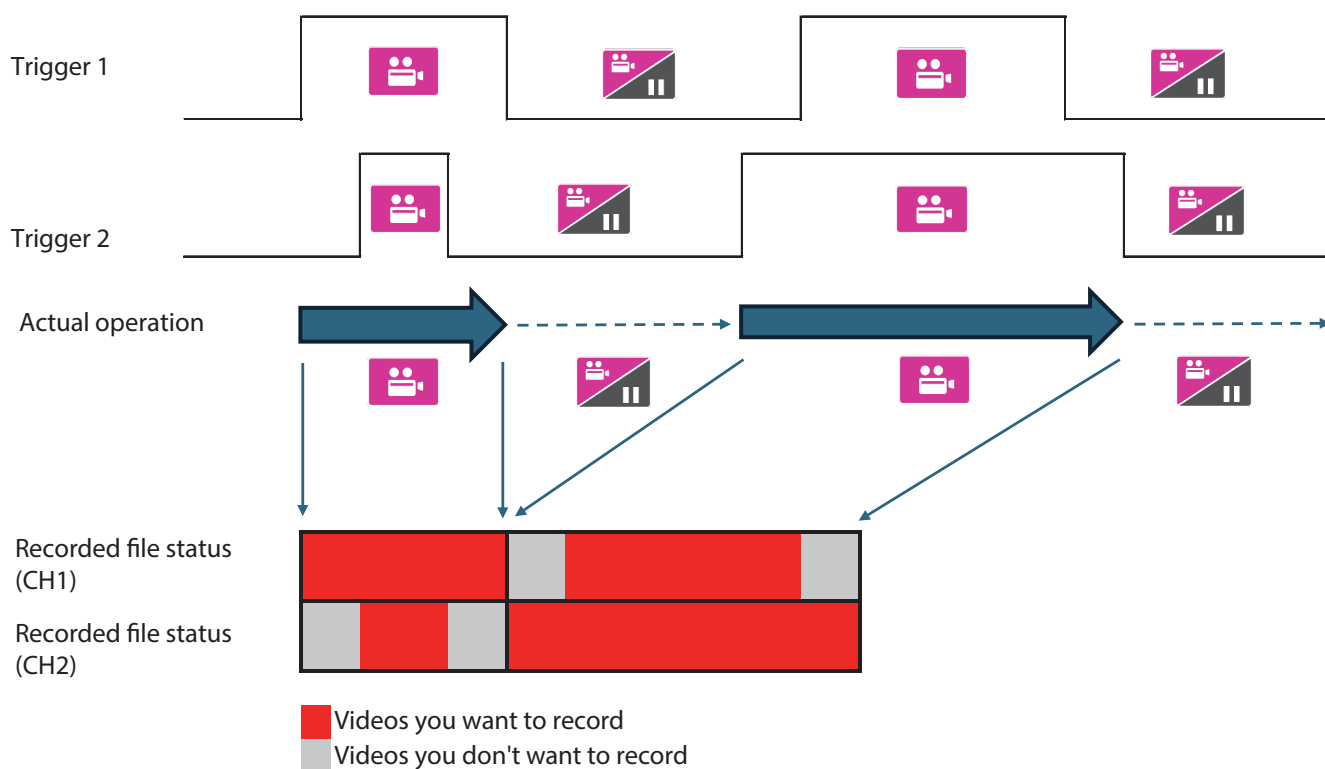 Trigger 1
Trigger 2
Actual operation
Recorded file status
(CH1)
Recorded file status
(CH2)
Videos you want to record
Videos you don't want to record